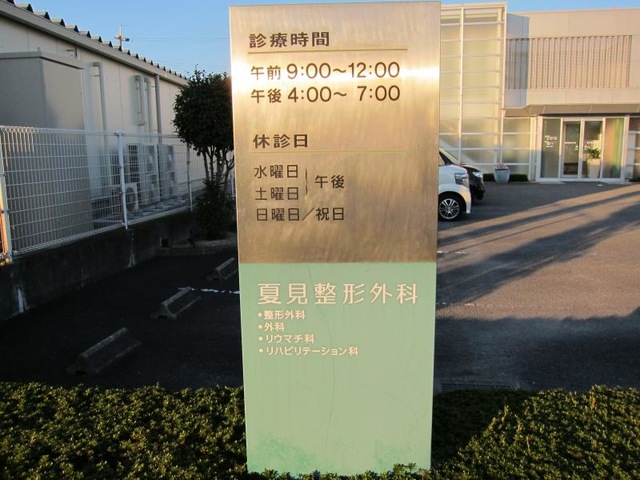 診療時間
午前 9:00～12:00
午後 4:00～ 7:00
休診日
水曜日
土曜日 午後
日曜日／祝日
夏見整形外科
・整形外科
・外科
・リウマチ科
・リハビリテーション科